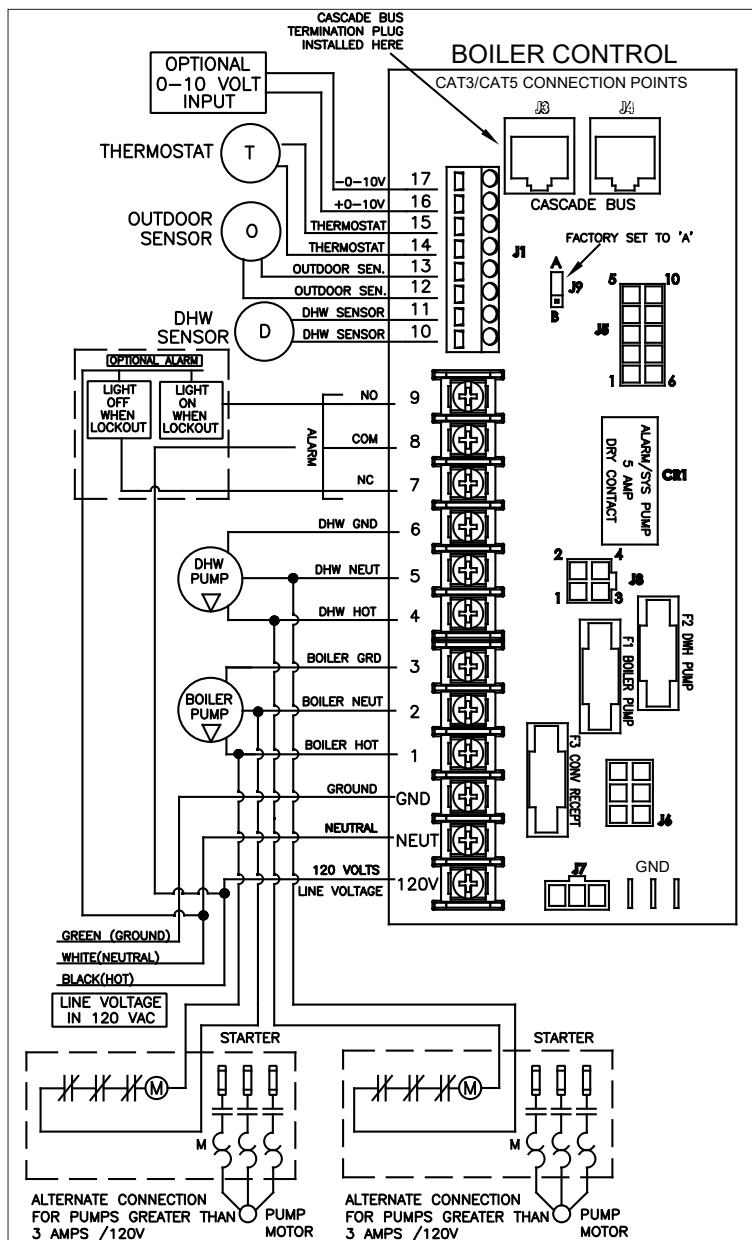 CASCADE BUS
TERMINATION PLUG
INSTALLED HERE
BOILER CONTROL
CAT3/CAT5 CONNECTION POINTS
OPTIONAL
0-10 VOLT
INPUT
J3
J4
CASCADE BUS
THERMOSTAT
T
OUTDOOR
SENSOR
O
DHW
SENSOR
D
-0-10V 17
+0-10V 16
THERMOSTAT 15
THERMOSTAT 14
OUTDOOR SEN. 13
OUTDOOR SEN. 12
DHW SENSOR 11
DHW SENSOR 10
J1
FACTORY SET TO 'A'
A
J9
B
5 10
J5
1 6
OPTIONAL ALARM
LIGHT
OFF
WHEN
LOCKOUT
LIGHT
ON
WHEN
LOCKOUT
ALARM
NO 9
COM 8
NC 7
ALARM/SYS PUMP
5 AMP
DRY CONTACT
CR1
DHW
PUMP
DHW GND 6
DHW NEUT 5
DHW HOT 4
2 4
J8
1 3
BOILER
PUMP
BOILER GRD 3
BOILER NEUT 2
BOILER HOT 1
F2 DWH PUMP
F1 BOILER PUMP
F3 CONV RECEPT
J6
GROUND GND
NEUTRAL NEUT
120 VOLTS 120V
LINE VOLTAGE
J7
GND
GREEN (GROUND)
WHITE(NEUTRAL)
BLACK(HOT)
LINE VOLTAGE
IN 120 VAC
STARTER
M
M
ALTERNATE CONNECTION
FOR PUMPS GREATER THAN
3 AMPS /120V
PUMP
MOTOR
STARTER
M
M
ALTERNATE CONNECTION
FOR PUMPS GREATER THAN
3 AMPS /120V
PUMP
MOTOR